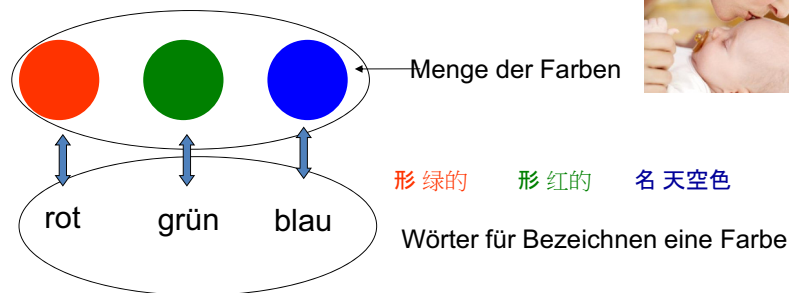 Menge der Farben
形 绿的 形 红的 名 天空色
rot grün blau
Wörter für Bezeichnen eine Farbe